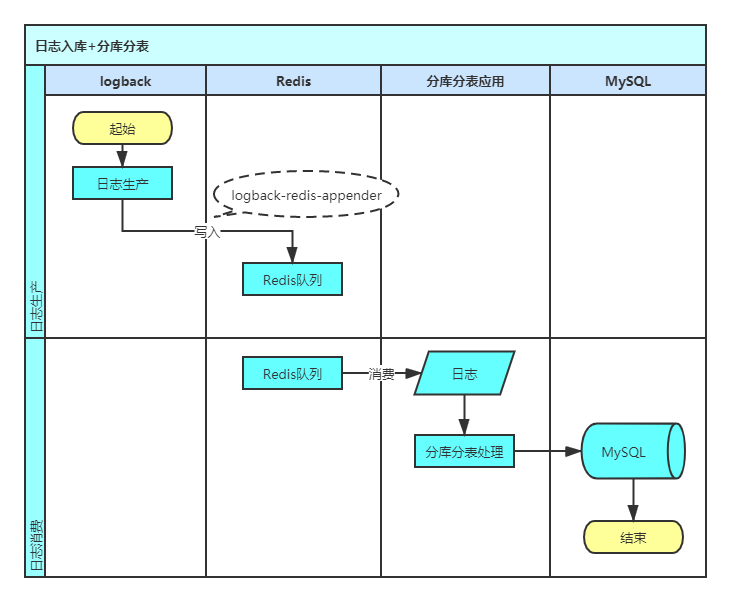 日志入库+分库分表
logback
Redis
分库分表应用
MySQL
日志生产
起始
日志生产
logback-redis-appender
写入
Redis队列
日志消费
Redis队列
消费
日志
分库分表处理
MySQL
结束